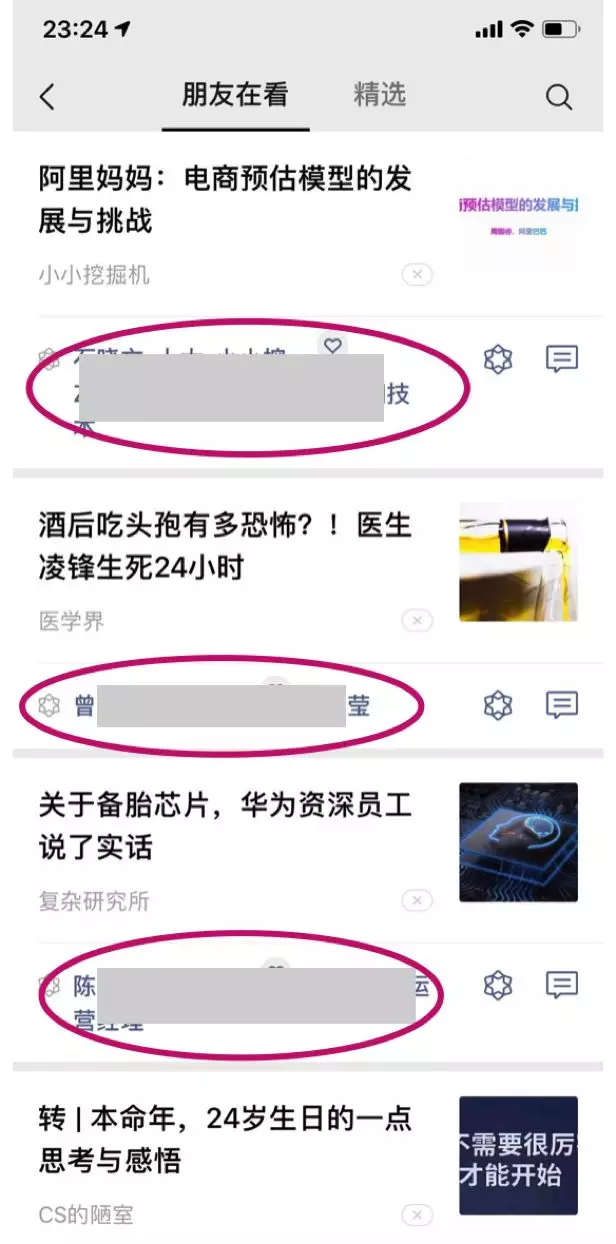 23:24
朋友在看 精选
阿里妈妈：电商预估模型的发
展与挑战
预估模型的发展与
小小挖掘机
技
酒后吃头孢有多恐怖？！医生
凌锋生死24小时
医学界
曾 莹
关于备胎芯片，华为资深员工
说了实话
复杂研究所
陈 运
营经理
转 | 本命年，24岁生日的一点
思考与感悟
不需要很厉
才能开始
CS的陋室